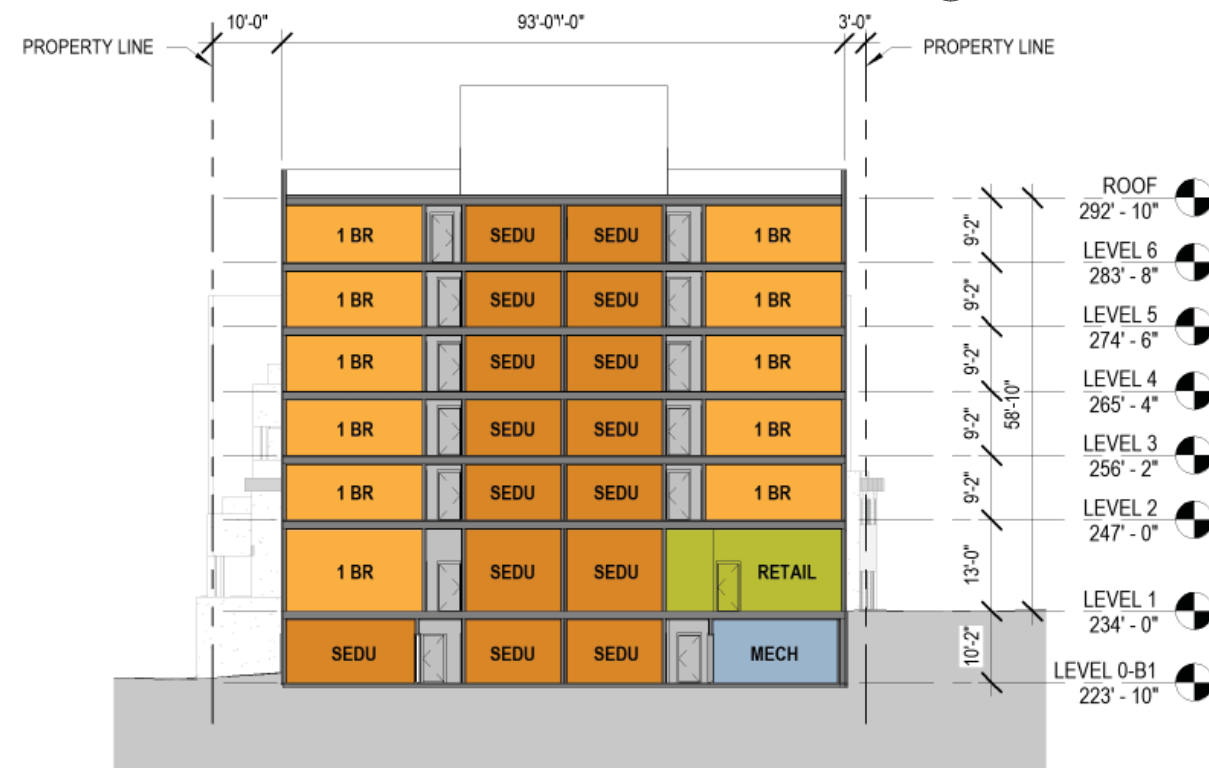 10'-0"
93'-0"'-0"
3'-0"
PROPERTY LINE
PROPERTY LINE
ROOF
292' - 10"
9'-2"
1 BR
SEDU
SEDU
1 BR
LEVEL 6
283' - 8"
9'-2"
1 BR
SEDU
SEDU
1 BR
LEVEL 5
274' - 6"
9'-2"
1 BR
SEDU
SEDU
1 BR
LEVEL 4
265' - 4"
58'-10"
9'-2"
1 BR
SEDU
SEDU
1 BR
LEVEL 3
256' - 2"
9'-2"
1 BR
SEDU
SEDU
1 BR
LEVEL 2
247' - 0"
13'-0"
1 BR
SEDU
SEDU
RETAIL
LEVEL 1
234' - 0"
10'-2"
SEDU
SEDU
SEDU
MECH
LEVEL 0-B1
223' - 10"